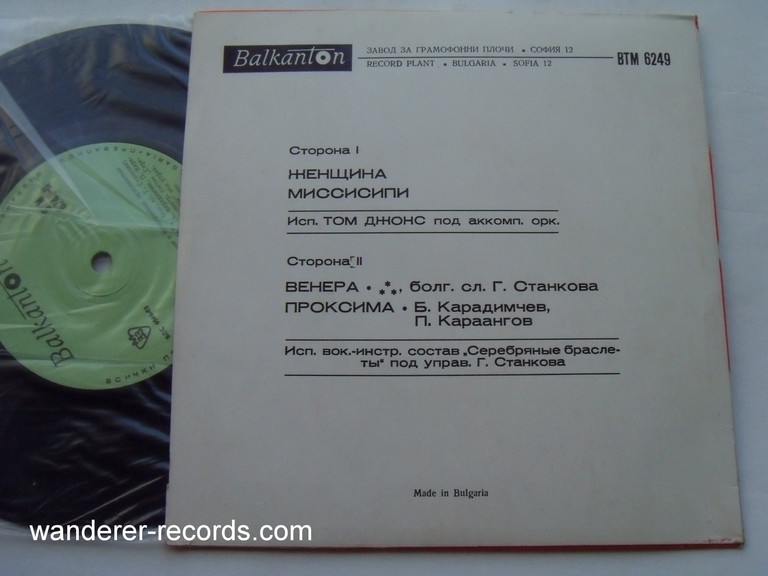 Balkanton
ЗАВОД ЗА ГРАМОФОННИ ПЛОЧИ • СОФИЯ 12
RECORD PLANT • BULGARIA • SOFIA 12
ВТМ 6249
Сторона I
ЖЕНЩИНА
МИССИСИПИ
Исп. ТОМ ДЖОНС под аккомп. орк.
Сторона II
ВЕНЕРА • ⁂, болг. сл. Г. Станкова
ПРОКСИМА • Б. Карадимчев,
П. Караангов
Исп. вок.-инстр. состав „Серебряные брасле-
ты" под управ. Г. Станкова
Made in Bulgaria
Balkanton
ВСИЧКИ
wanderer-records.com